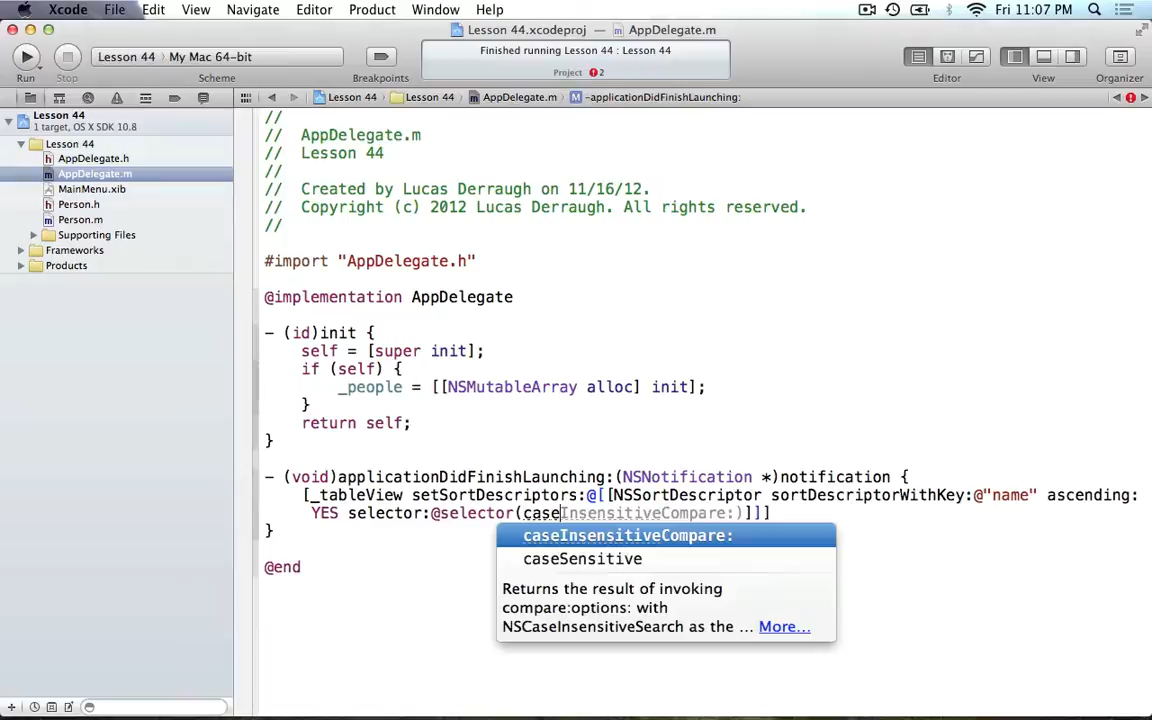 Xcode File Edit View Navigate Editor Product Window Help Fri 11:07 PM
Lesson 44.xcodeproj — AppDelegate.m
Run Stop Lesson 44 › My Mac 64-bit Scheme Breakpoints
Finished running Lesson 44 : Lesson 44
Project 2
Editor View Organizer
Lesson 44 Lesson 44 AppDelegate.m M -applicationDidFinishLaunching:
Lesson 44
1 target, OS X SDK 10.8
Lesson 44
AppDelegate.h
AppDelegate.m
MainMenu.xib
Person.h
Person.m
Supporting Files
Frameworks
Products
//
// AppDelegate.m
// Lesson 44
//
// Created by Lucas Derraugh on 11/16/12.
// Copyright (c) 2012 Lucas Derraugh. All rights reserved.
//
#import "AppDelegate.h"
@implementation AppDelegate
- (id)init {
self = [super init];
if (self) {
_people = [[NSMutableArray alloc] init];
}
return self;
}
- (void)applicationDidFinishLaunching:(NSNotification *)notification {
[_tableView setSortDescriptors:@[[NSSortDescriptor sortDescriptorWithKey:@"name" ascending:
YES selector:@selector(caseInsensitiveCompare:)]]]
}
@end
caseInsensitiveCompare:
caseSensitive
Returns the result of invoking
compare:options: with
NSCaseInsensitiveSearch as the ... More...